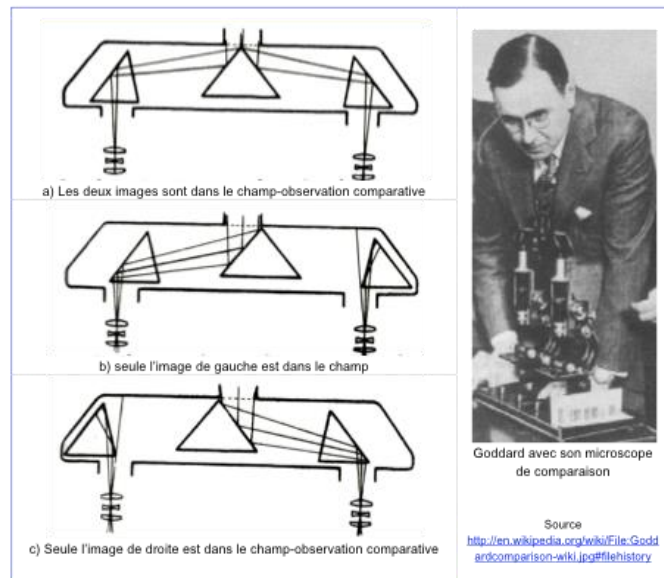 a) Les deux images sont dans le champ-observation comparative
b) seule l'image de gauche est dans le champ
c) Seule l'image de droite est dans le champ-observation comparative
Goddard avec son microscope
de comparaison
Source
http://en.wikipedia.org/wiki/File:Godd
ardcomparison-wiki.jpg#filehistory